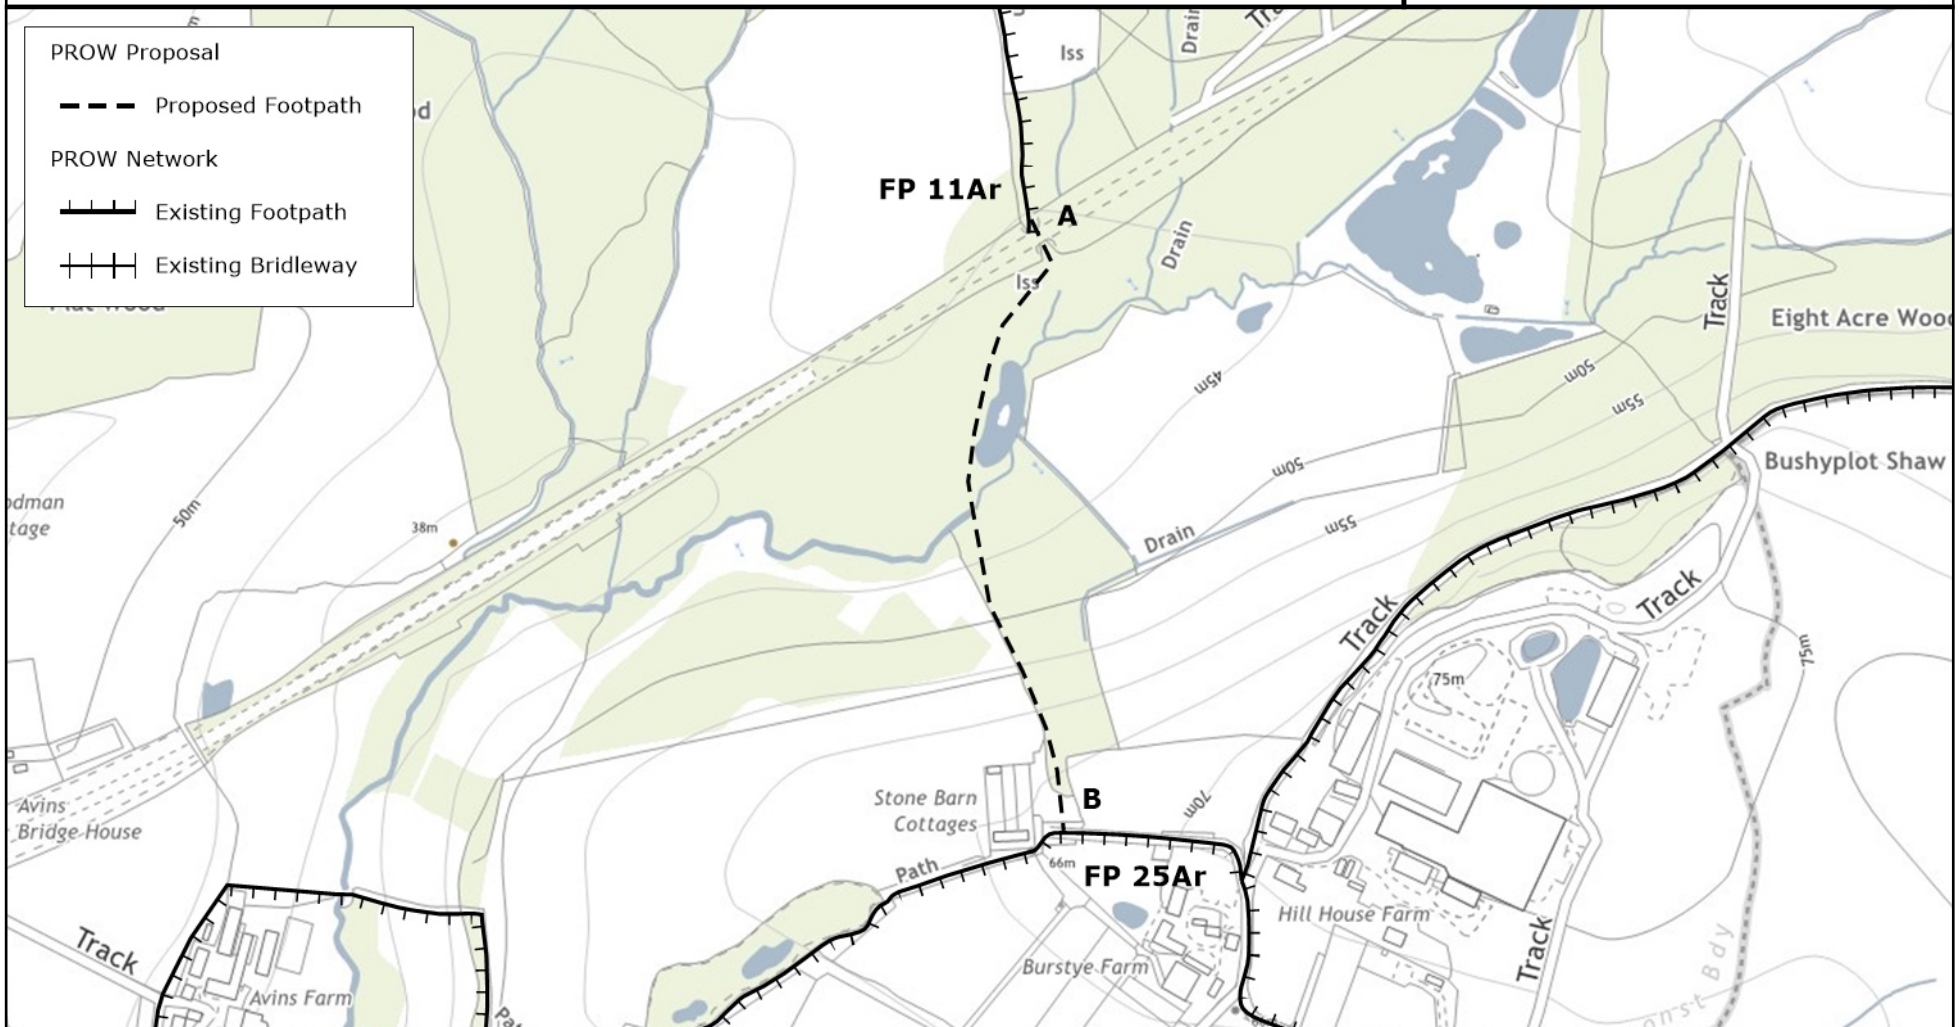 PROW Proposal
Proposed Footpath
PROW Network
Existing Footpath
Existing Bridleway
Iss
Drain
FP 11Ar
A
Drain
Iss
Track
Eight Acre Wood
45m
50m
55m
50m
55m
Bushyplot Shaw
50m
38m
Drain
Track
Track
75m
75m
Avins
Bridge House
Stone Barn
Cottages
B
70m
Path
66m
FP 25Ar
Hill House Farm
Track
Burstye Farm
Track
Avins Farm